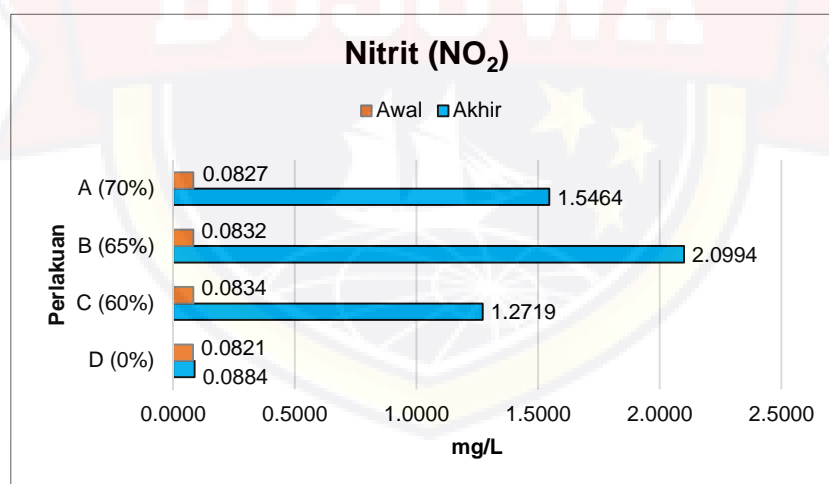 BOSOWA
Nitrit (NO₂)
Awal Akhir
Perlakuan
A (70%)
0.0827
1.5464
B (65%)
0.0832
2.0994
C (60%)
0.0834
1.2719
D (0%)
0.0821
0.0884
0.0000 0.5000 1.0000 1.5000 2.0000 2.5000
mg/L